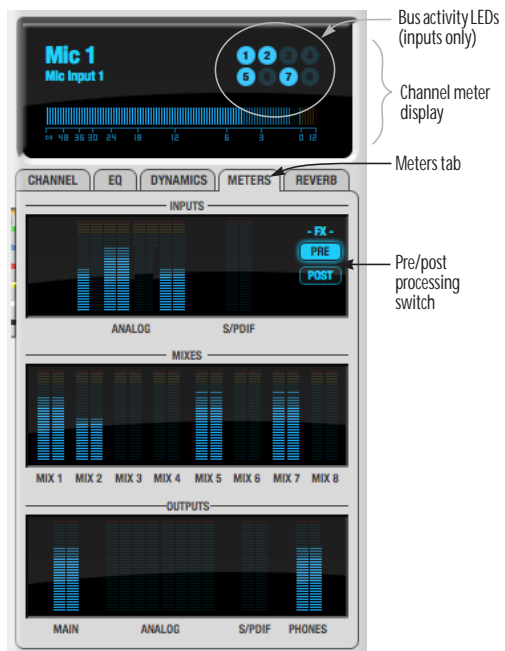 Bus activity LEDs
(inputs only)
Mic 1
Mic Input 1
1 2 3 4
5 6 7 8
Channel meter
display
∞ 48 36 30 24 18 12 6 3 0 12
Meters tab
CHANNEL EQ DYNAMICS METERS REVERB
INPUTS
- FX -
PRE
POST
Pre/post
processing
switch
ANALOG S/PDIF
MIXES
MIX 1 MIX 2 MIX 3 MIX 4 MIX 5 MIX 6 MIX 7 MIX 8
OUTPUTS
MAIN ANALOG S/PDIF PHONES